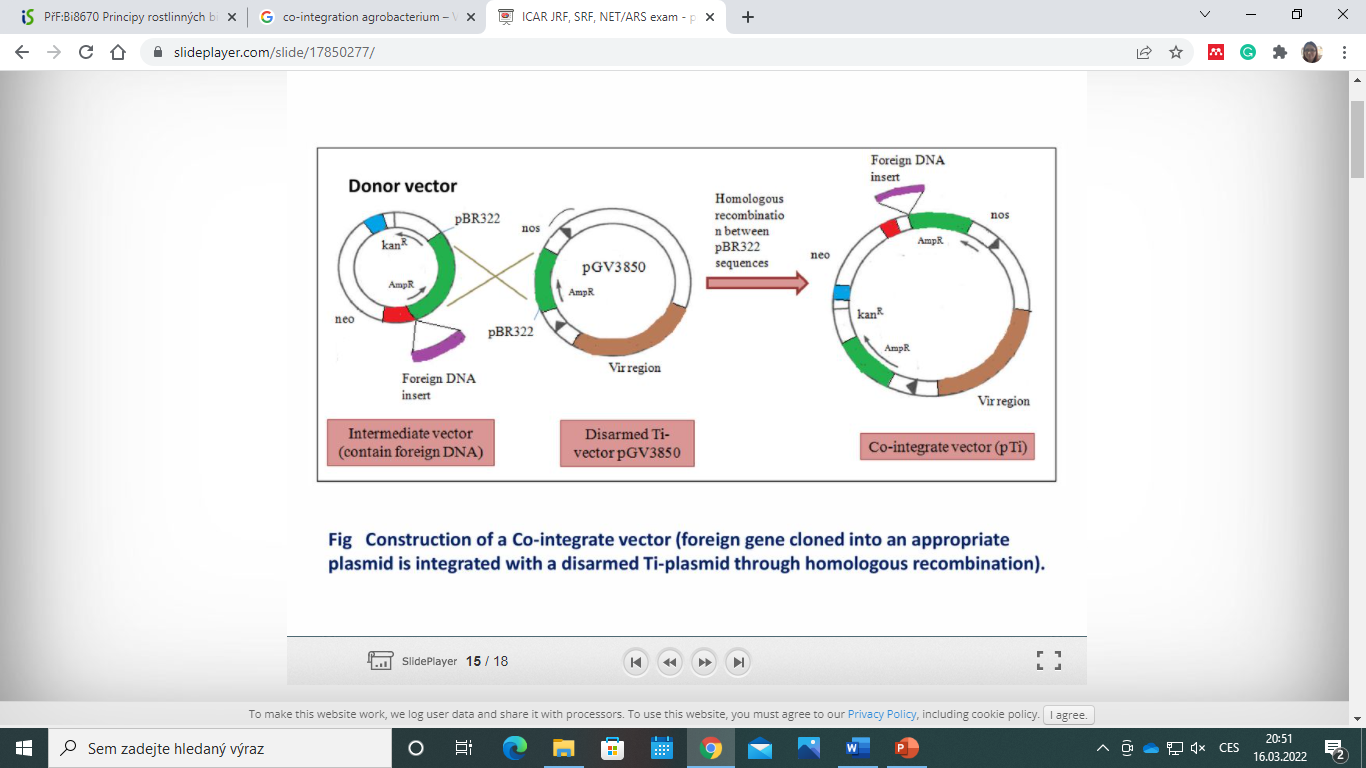 PřF:Bi8670 Principy rostlinných bi
co-integration agrobacterium – V
ICAR JRF, SRF, NET/ARS exam - p
slideplayer.com/slide/17850277/
Donor vector
pBR322
kanR
AmpR
neo
Foreign DNA
insert
nos
pGV3850
AmpR
pBR322
Vir region
Homologous
recombinatio
n between
pBR322
sequences
Foreign DNA
insert
nos
AmpR
neo
kanR
AmpR
Vir region
Intermediate vector
(contain foreign DNA)
Disarmed Ti-
vector pGV3850
Co-integrate vector (pTi)
Fig Construction of a Co-integrate vector (foreign gene cloned into an appropriate
plasmid is integrated with a disarmed Ti-plasmid through homologous recombination).
SlidePlayer 15 / 18
To make this website work, we log user data and share it with processors. To use this website, you must agree to our Privacy Policy, including cookie policy. I agree.
Sem zadejte hledaný výraz
CES
20:51
16.03.2022
2